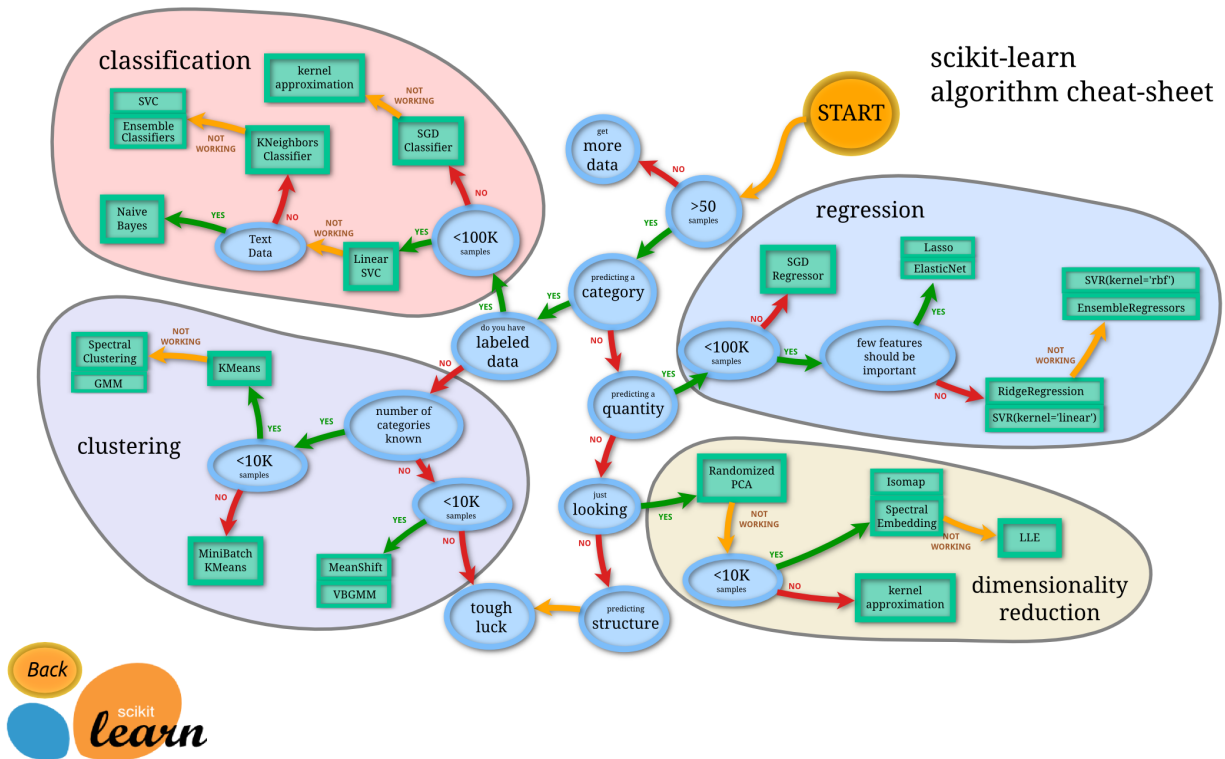 scikit-learn
algorithm cheat-sheet
START
get
more
data
NO
>50
samples
YES
predicting a
category
YES
NO
do you have
labeled
data
YES
NO
predicting a
quantity
YES
NO
just
looking
YES
NO
predicting
structure
tough
luck
classification
kernel
approximation
NOT
WORKING
SGD
Classifier
NO
<100K
samples
YES
Linear
SVC
NOT
WORKING
Text
Data
YES
Naive
Bayes
NO
KNeighbors
Classifier
NOT
WORKING
SVC
Ensemble
Classifiers
clustering
number of
categories
known
YES
NO
<10K
samples
YES
KMeans
NOT
WORKING
Spectral
Clustering
GMM
NO
MiniBatch
KMeans
<10K
samples
YES
MeanShift
VBGMM
NO
regression
<100K
samples
NO
SGD
Regressor
YES
few features
should be
important
YES
Lasso
ElasticNet
NO
RidgeRegression
SVR(kernel='linear')
NOT
WORKING
SVR(kernel='rbf')
EnsembleRegressors
dimensionality
reduction
Randomized
PCA
NOT
WORKING
<10K
samples
YES
Isomap
Spectral
Embedding
NOT
WORKING
LLE
NO
kernel
approximation
Back
scikit
learn